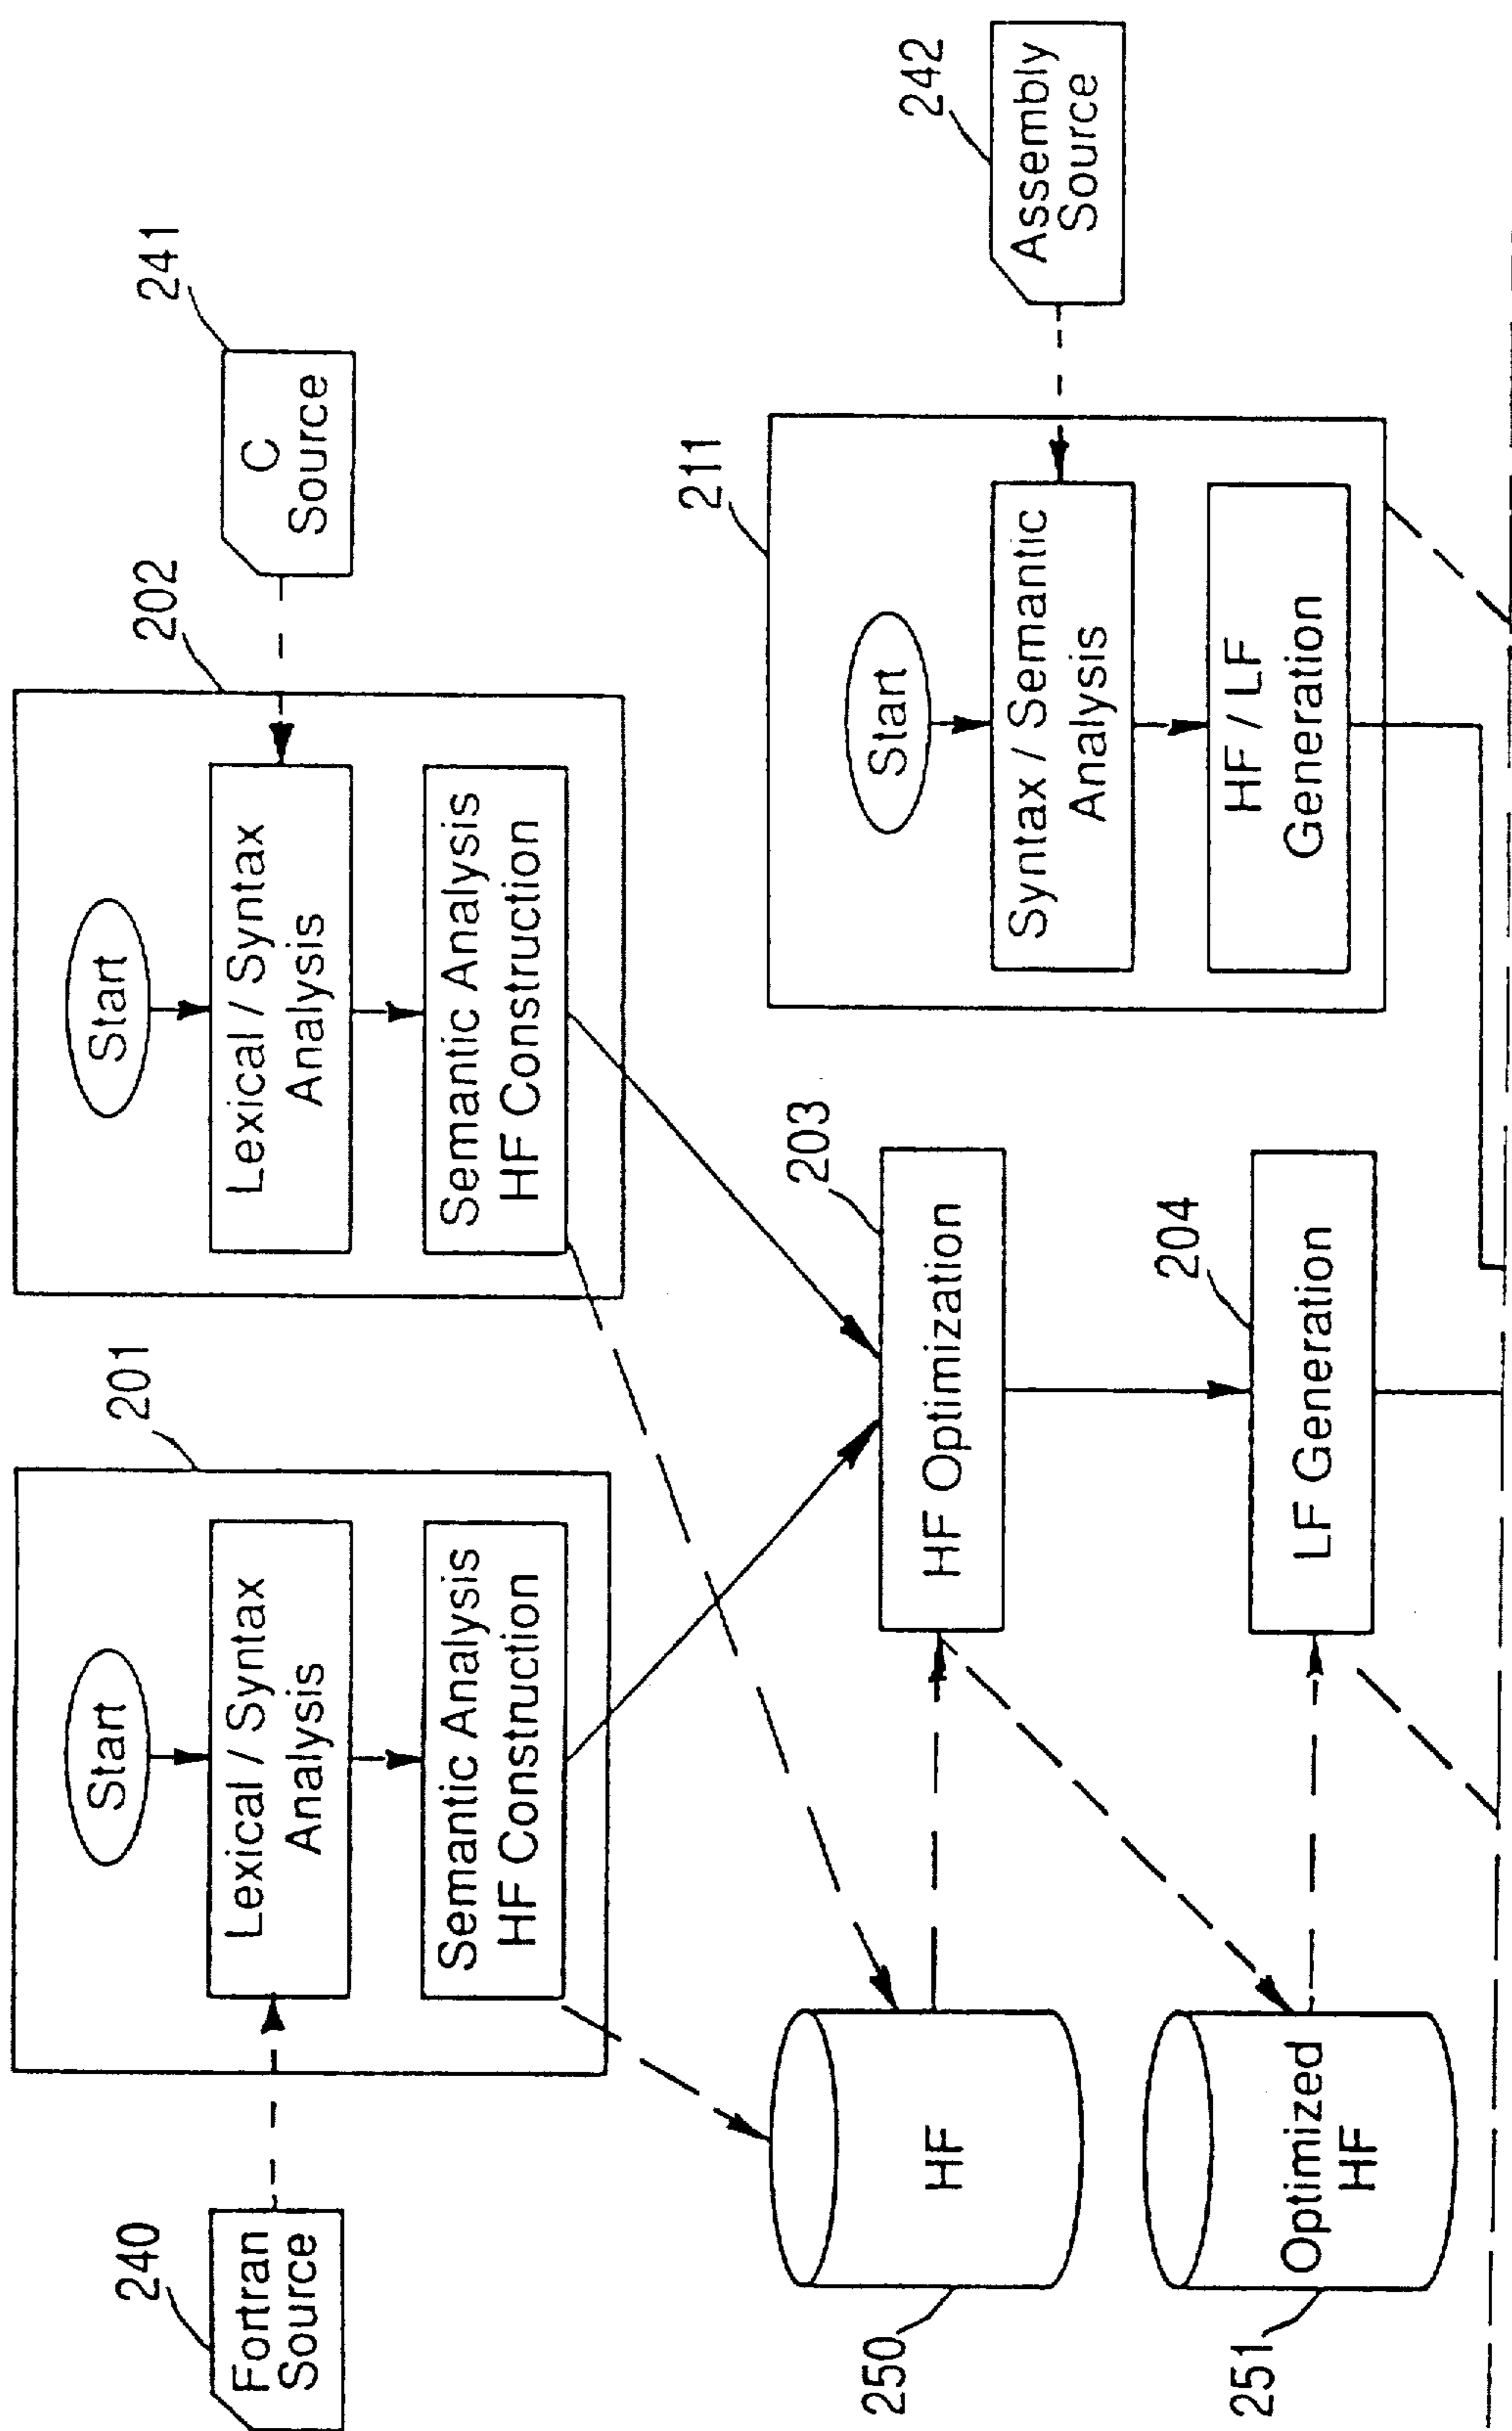 240
Fortran
Source
201
Start
Lexical / Syntax
Analysis
Semantic Analysis
HF Construction
202
Start
Lexical / Syntax
Analysis
Semantic Analysis
HF Construction
241
C
Source
250
HF
203
HF Optimization
251
Optimized
HF
204
LF Generation
211
Start
Syntax / Semantic
Analysis
HF / LF
Generation
242
Assembly
Source